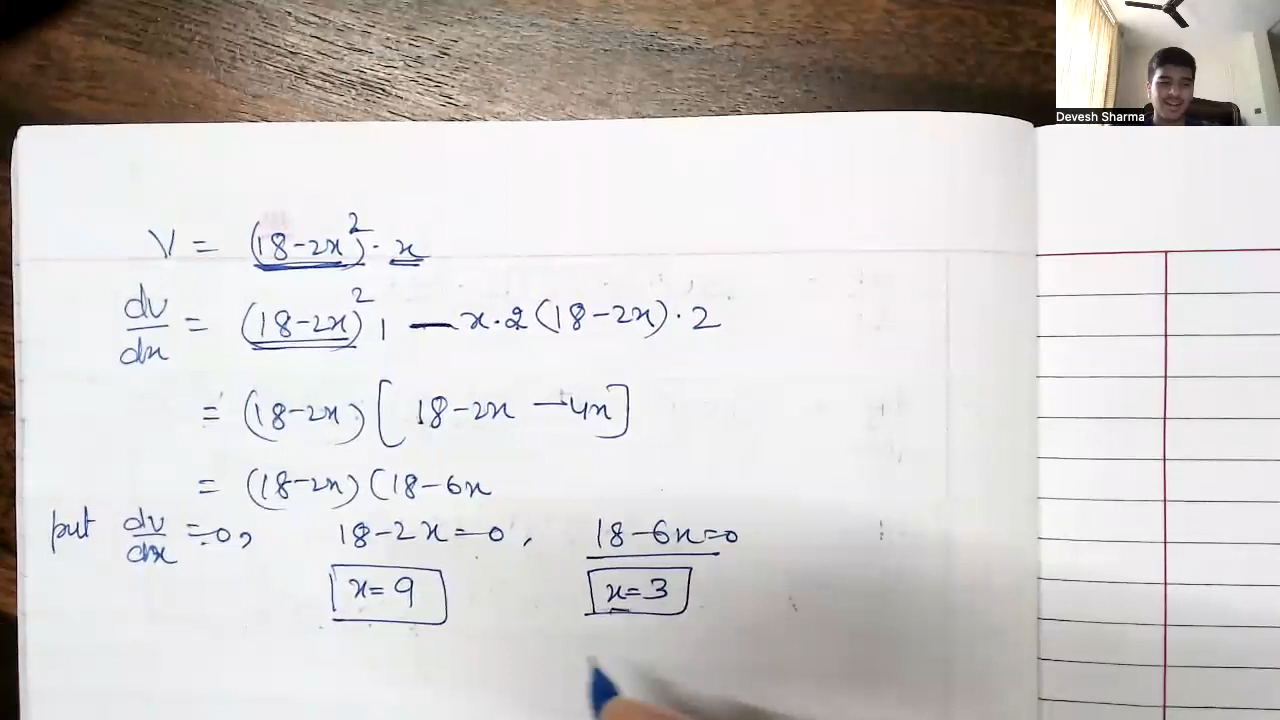 Devesh Sharma
V = (18-2x)² · x
dv/dx = (18-2x)² 1 — x·2(18-2x)·2
= (18-2x) [18-2x -4x]
= (18-2x) (18-6x
put dv/dx =0, 18-2x=0, 18-6x=0
x=9 x=3